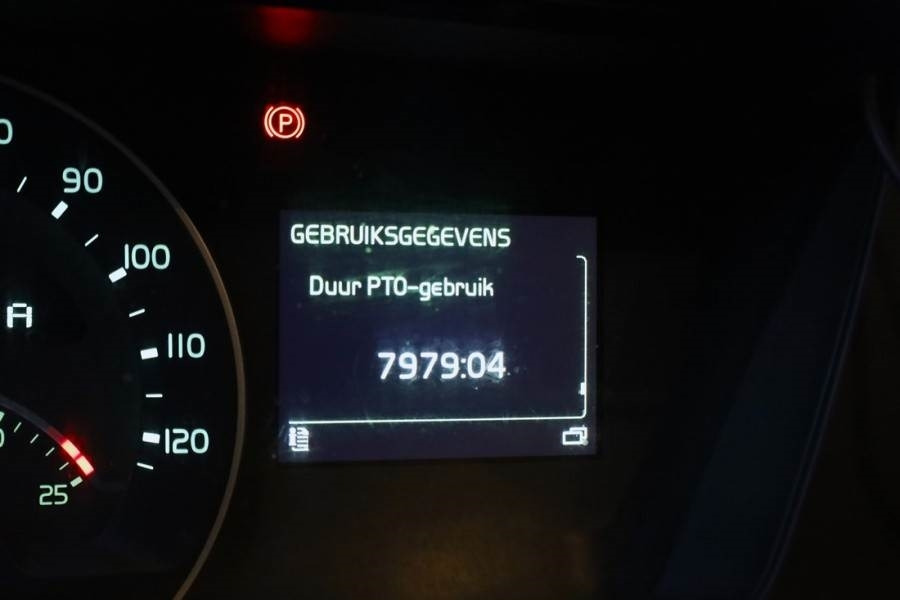 P
90
100
A
110
120
25
GEBRUIKSGEGEVENS
Duur PTO-gebruik
7979:04